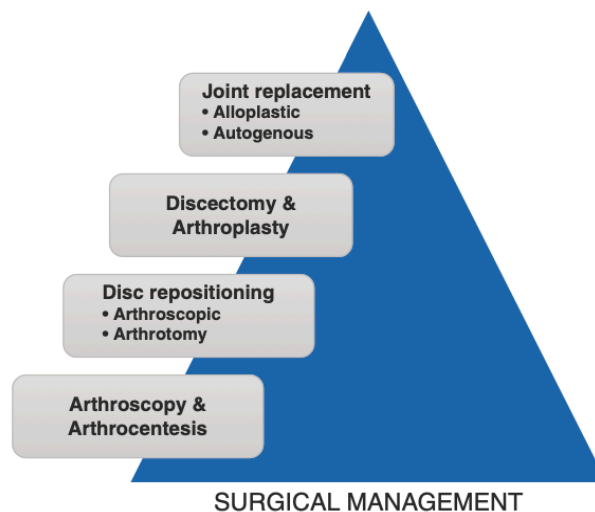 Joint replacement
• Alloplastic
• Autogenous
Discectomy &
Arthroplasty
Disc repositioning
• Arthroscopic
• Arthrotomy
Arthroscopy &
Arthrocentesis
SURGICAL MANAGEMENT